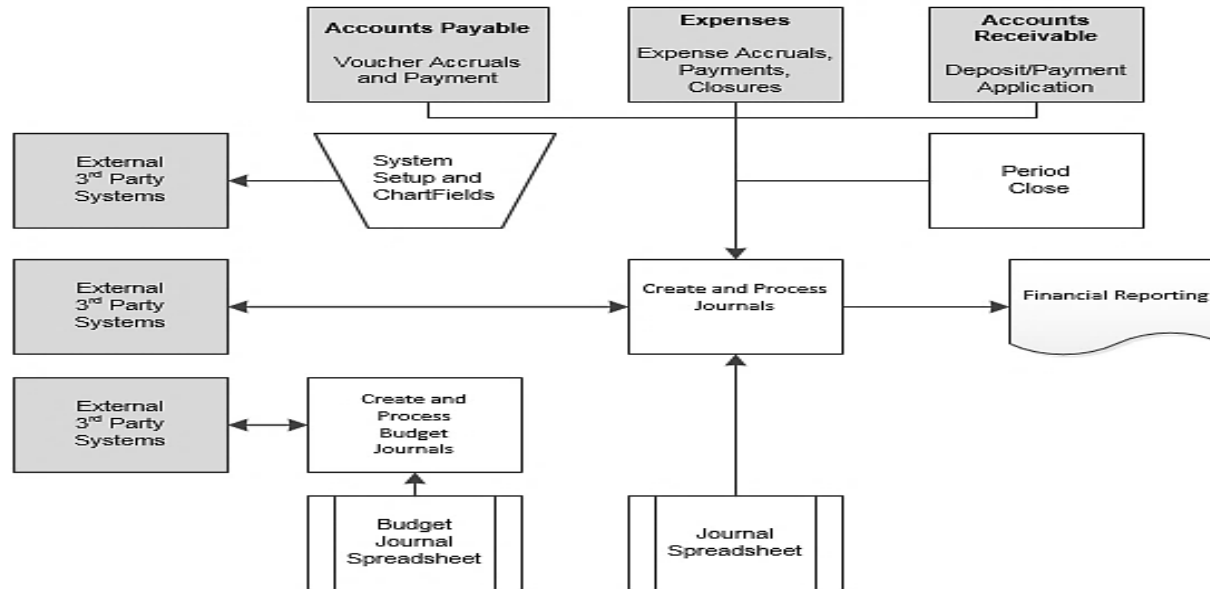 Accounts Payable
Voucher Accruals
and Payment
Expenses
Expense Accruals,
Payments,
Closures
Accounts
Receivable
Deposit/Payment
Application
External
3rd Party
Systems
System
Setup and
ChartFields
Period
Close
External
3rd Party
Systems
Create and Process
Journals
Financial Reporting
External
3rd Party
Systems
Create and
Process
Budget
Journals
Budget
Journal
Spreadsheet
Journal
Spreadsheet